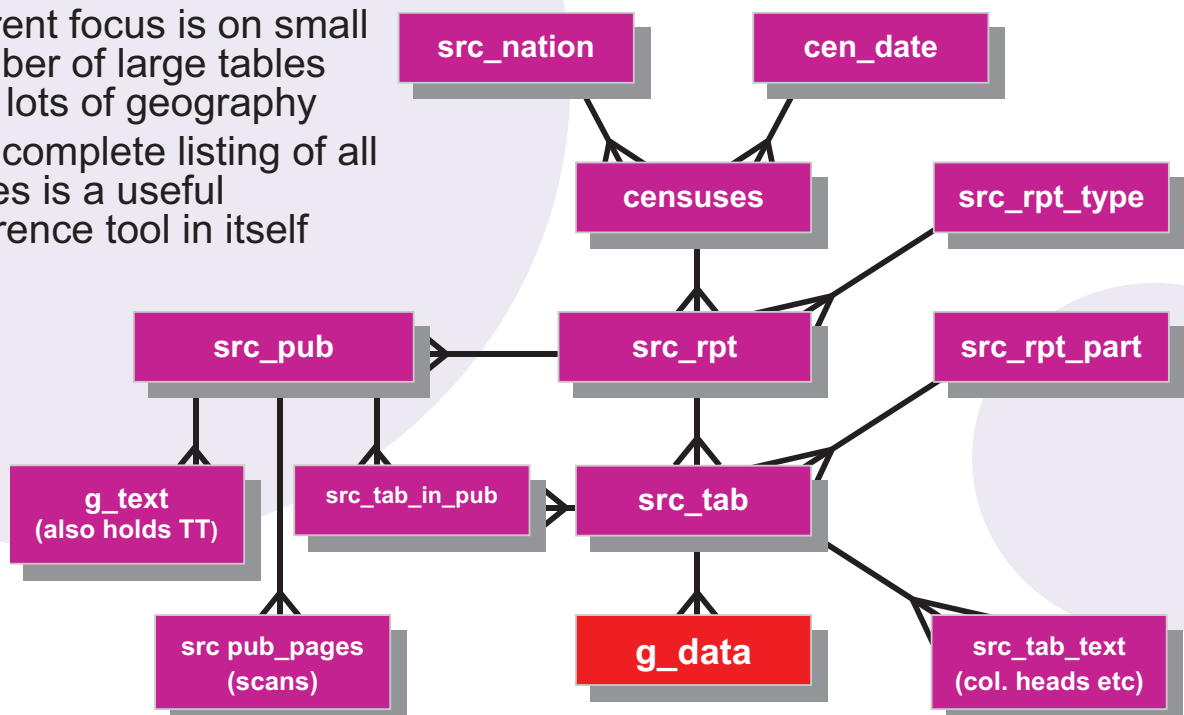 rent focus is on small
ber of large tables
lots of geography
complete listing of all
es is a useful
rence tool in itself
src_nation
cen_date
censuses
src_rpt_type
src_pub
src_rpt
src_rpt_part
g_text
(also holds TT)
src_tab_in_pub
src_tab
src pub_pages
(scans)
g_data
src_tab_text
(col. heads etc)